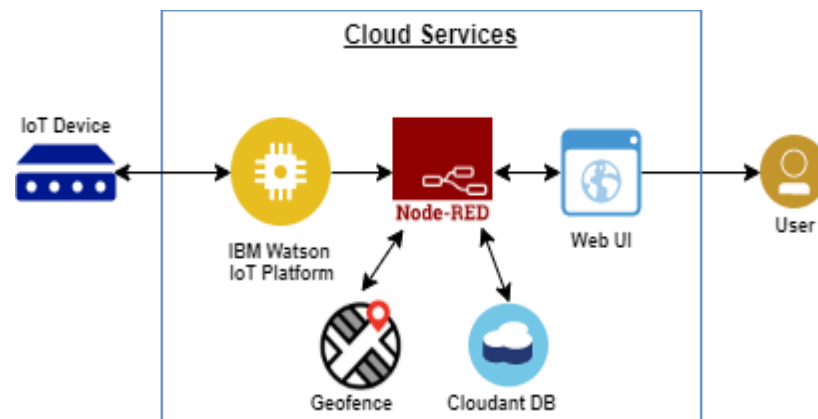 Cloud Services
IoT Device
Node-RED
IBM Watson
IoT Platform
Web UI
User
Geofence
Cloudant DB